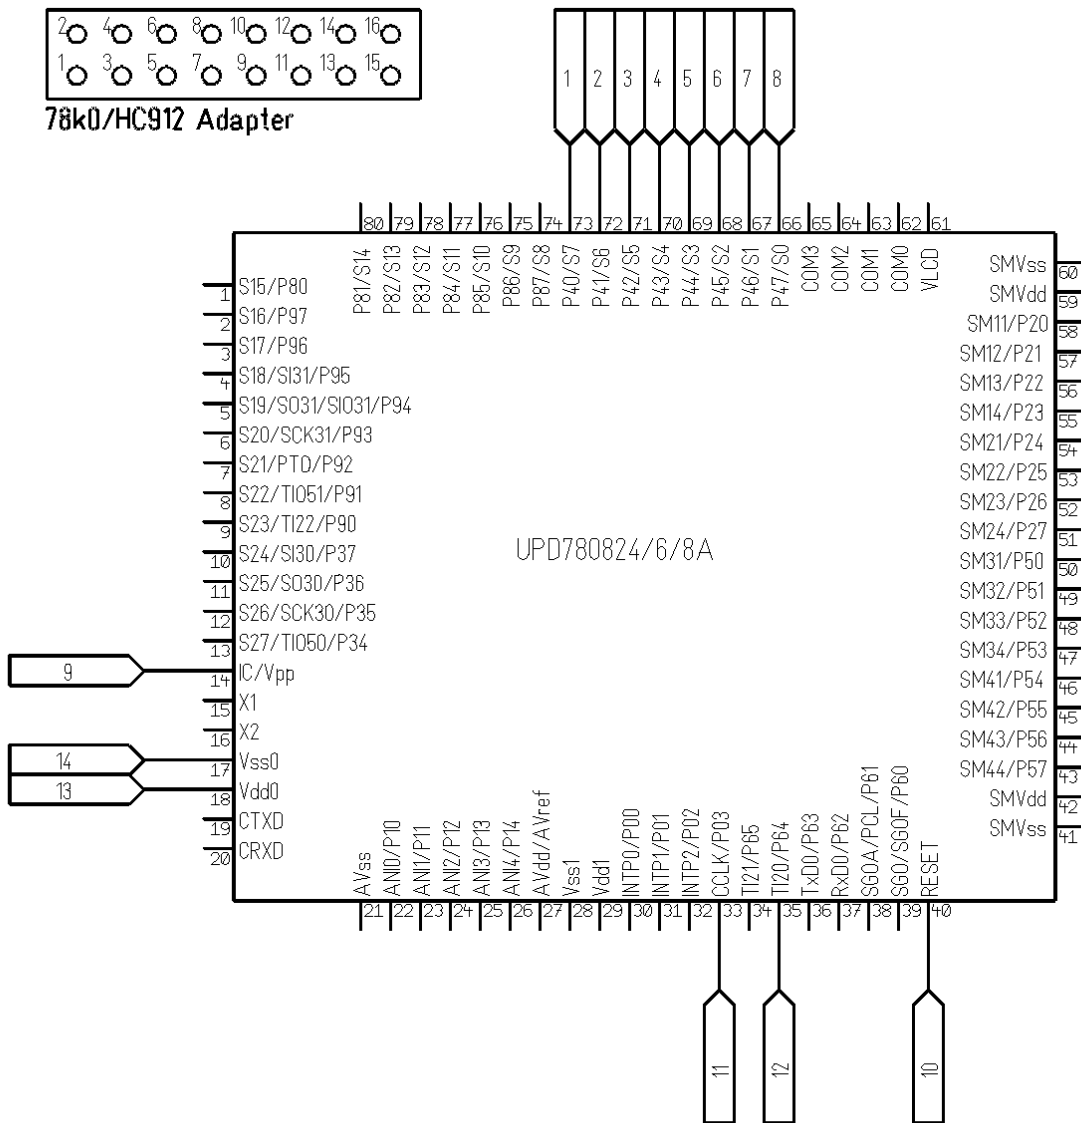 2 4 6 8 10 12 14 16
1 3 5 7 9 11 13 15
78k0/HC912 Adapter
1 2 3 4 5 6 7 8
80 79 78 77 76 75 74 73 72 71 70 69 68 67 66 65 64 63 62 61
P81/S14
P82/S13
P83/S12
P84/S11
P85/S10
P86/S9
P87/S8
P40/S7
P41/S6
P42/S5
P43/S4
P44/S3
P45/S2
P46/S1
P47/S0
COM3
COM2
COM1
COM0
VLCD
1 S15/P80
2 S16/P97
3 S17/P96
4 S18/SI31/P95
5 S19/SO31/SIO31/P94
6 S20/SCK31/P93
7 S21/PTO/P92
8 S22/TIO51/P91
9 S23/TI22/P90
10 S24/SI30/P37
11 S25/SO30/P36
12 S26/SCK30/P35
13 S27/TIO50/P34
9 14 IC/Vpp
15 X1
16 X2
14 17 Vss0
13 18 Vdd0
19 CTXD
20 CRXD
UPD780824/6/8A
SMVss 60
SMVdd 59
SM11/P20 58
SM12/P21 57
SM13/P22 56
SM14/P23 55
SM21/P24 54
SM22/P25 53
SM23/P26 52
SM24/P27 51
SM31/P50 50
SM32/P51 49
SM33/P52 48
SM34/P53 47
SM41/P54 46
SM42/P55 45
SM43/P56 44
SM44/P57 43
SMVdd 42
SMVss 41
AVss
ANI0/P10
ANI1/P11
ANI2/P12
ANI3/P13
ANI4/P14
AVdd/AVref
Vss1
Vdd1
INTP0/P00
INTP1/P01
INTP2/P02
CCLK/P03
TI21/P65
TI20/P64
TxD0/P63
RxD0/P62
SGOA/PCL/P61
SGO/SGOF/P60
RESET
21 22 23 24 25 26 27 28 29 30 31 32 33 34 35 36 37 38 39 40
11 12 10